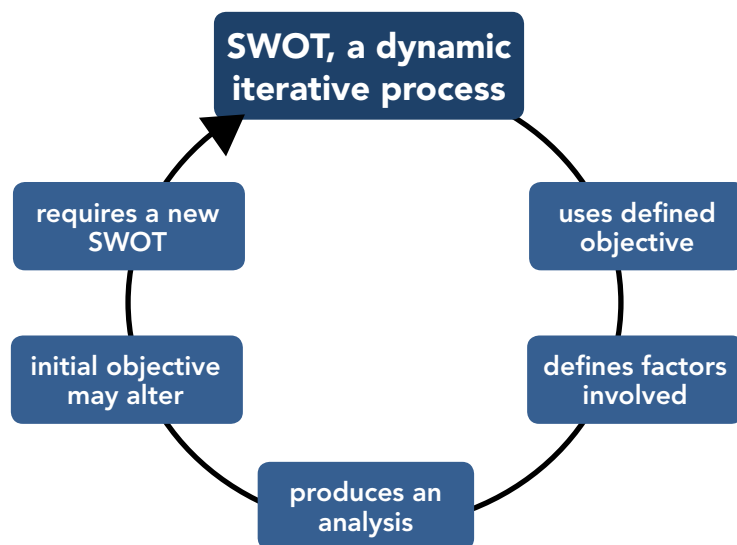 SWOT, a dynamic
iterative process
uses defined
objective
defines factors
involved
produces an
analysis
initial objective
may alter
requires a new
SWOT